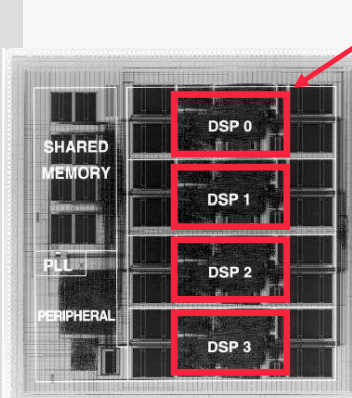 SHARED
MEMORY
PLL
PERIPHERAL
DSP 0
DSP 1
DSP 2
DSP 3